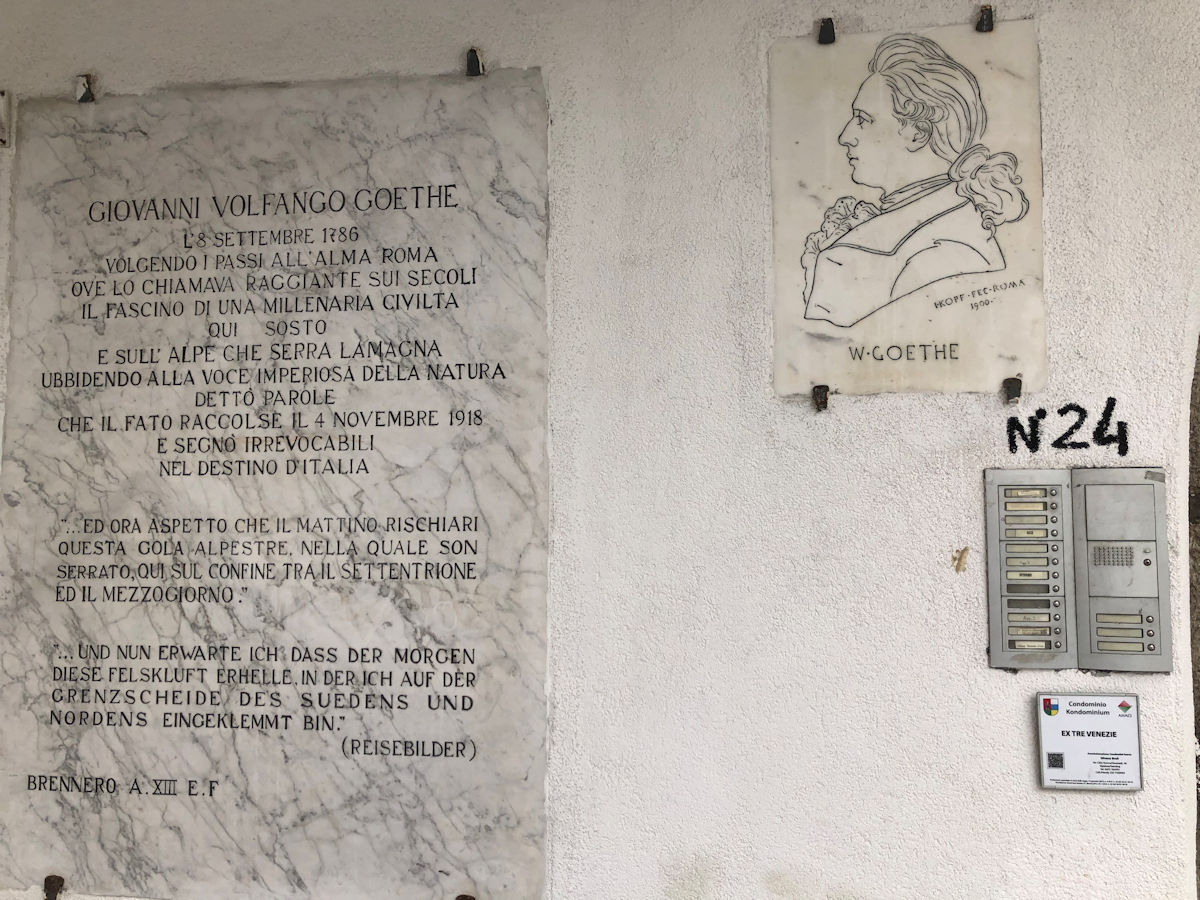 GIOVANNI VOLFANGO GOETHE
L'8 SETTEMBRE 1786
VOLGENDO I PASSI ALL'ALMA ROMA
OVE LO CHIAMAVA RAGGIANTE SUI SECOLI
IL FASCINO DI UNA MILLENARIA CIVILTA
QUI SOSTO
E SULL' ALPE CHE SERRA LAMAGNA
UBBIDENDO ALLA VOCE IMPERIOSA DELLA NATURA
DETTO PAROLE
CHE IL FATO RACCOLSE IL 4 NOVEMBRE 1918
E SEGNO IRREVOCABILI
NEL DESTINO D'ITALIA
"...ED ORA ASPETTO CHE IL MATTINO RISCHIARI
QUESTA GOLA ALPESTRE, NELLA QUALE SON
SERRATO, QUI SUL CONFINE TRA IL SETTENTRIONE
ED IL MEZZOGIORNO."
"...UND NUN ERWARTE ICH DASS DER MORGEN
DIESE FELSKLUFT ERHELLE, IN DER ICH AUF DER
GRENZSCHEIDE DES SUEDENS UND
NORDENS EINGEKLEMMT BIN."
(REISEBILDER)
BRENNERO A.XIII E.F
KOPF·FEC·ROMA
1900·
W·GOETHE
N° 24
Condominio
Kondominium
EX TRE VENEZIE